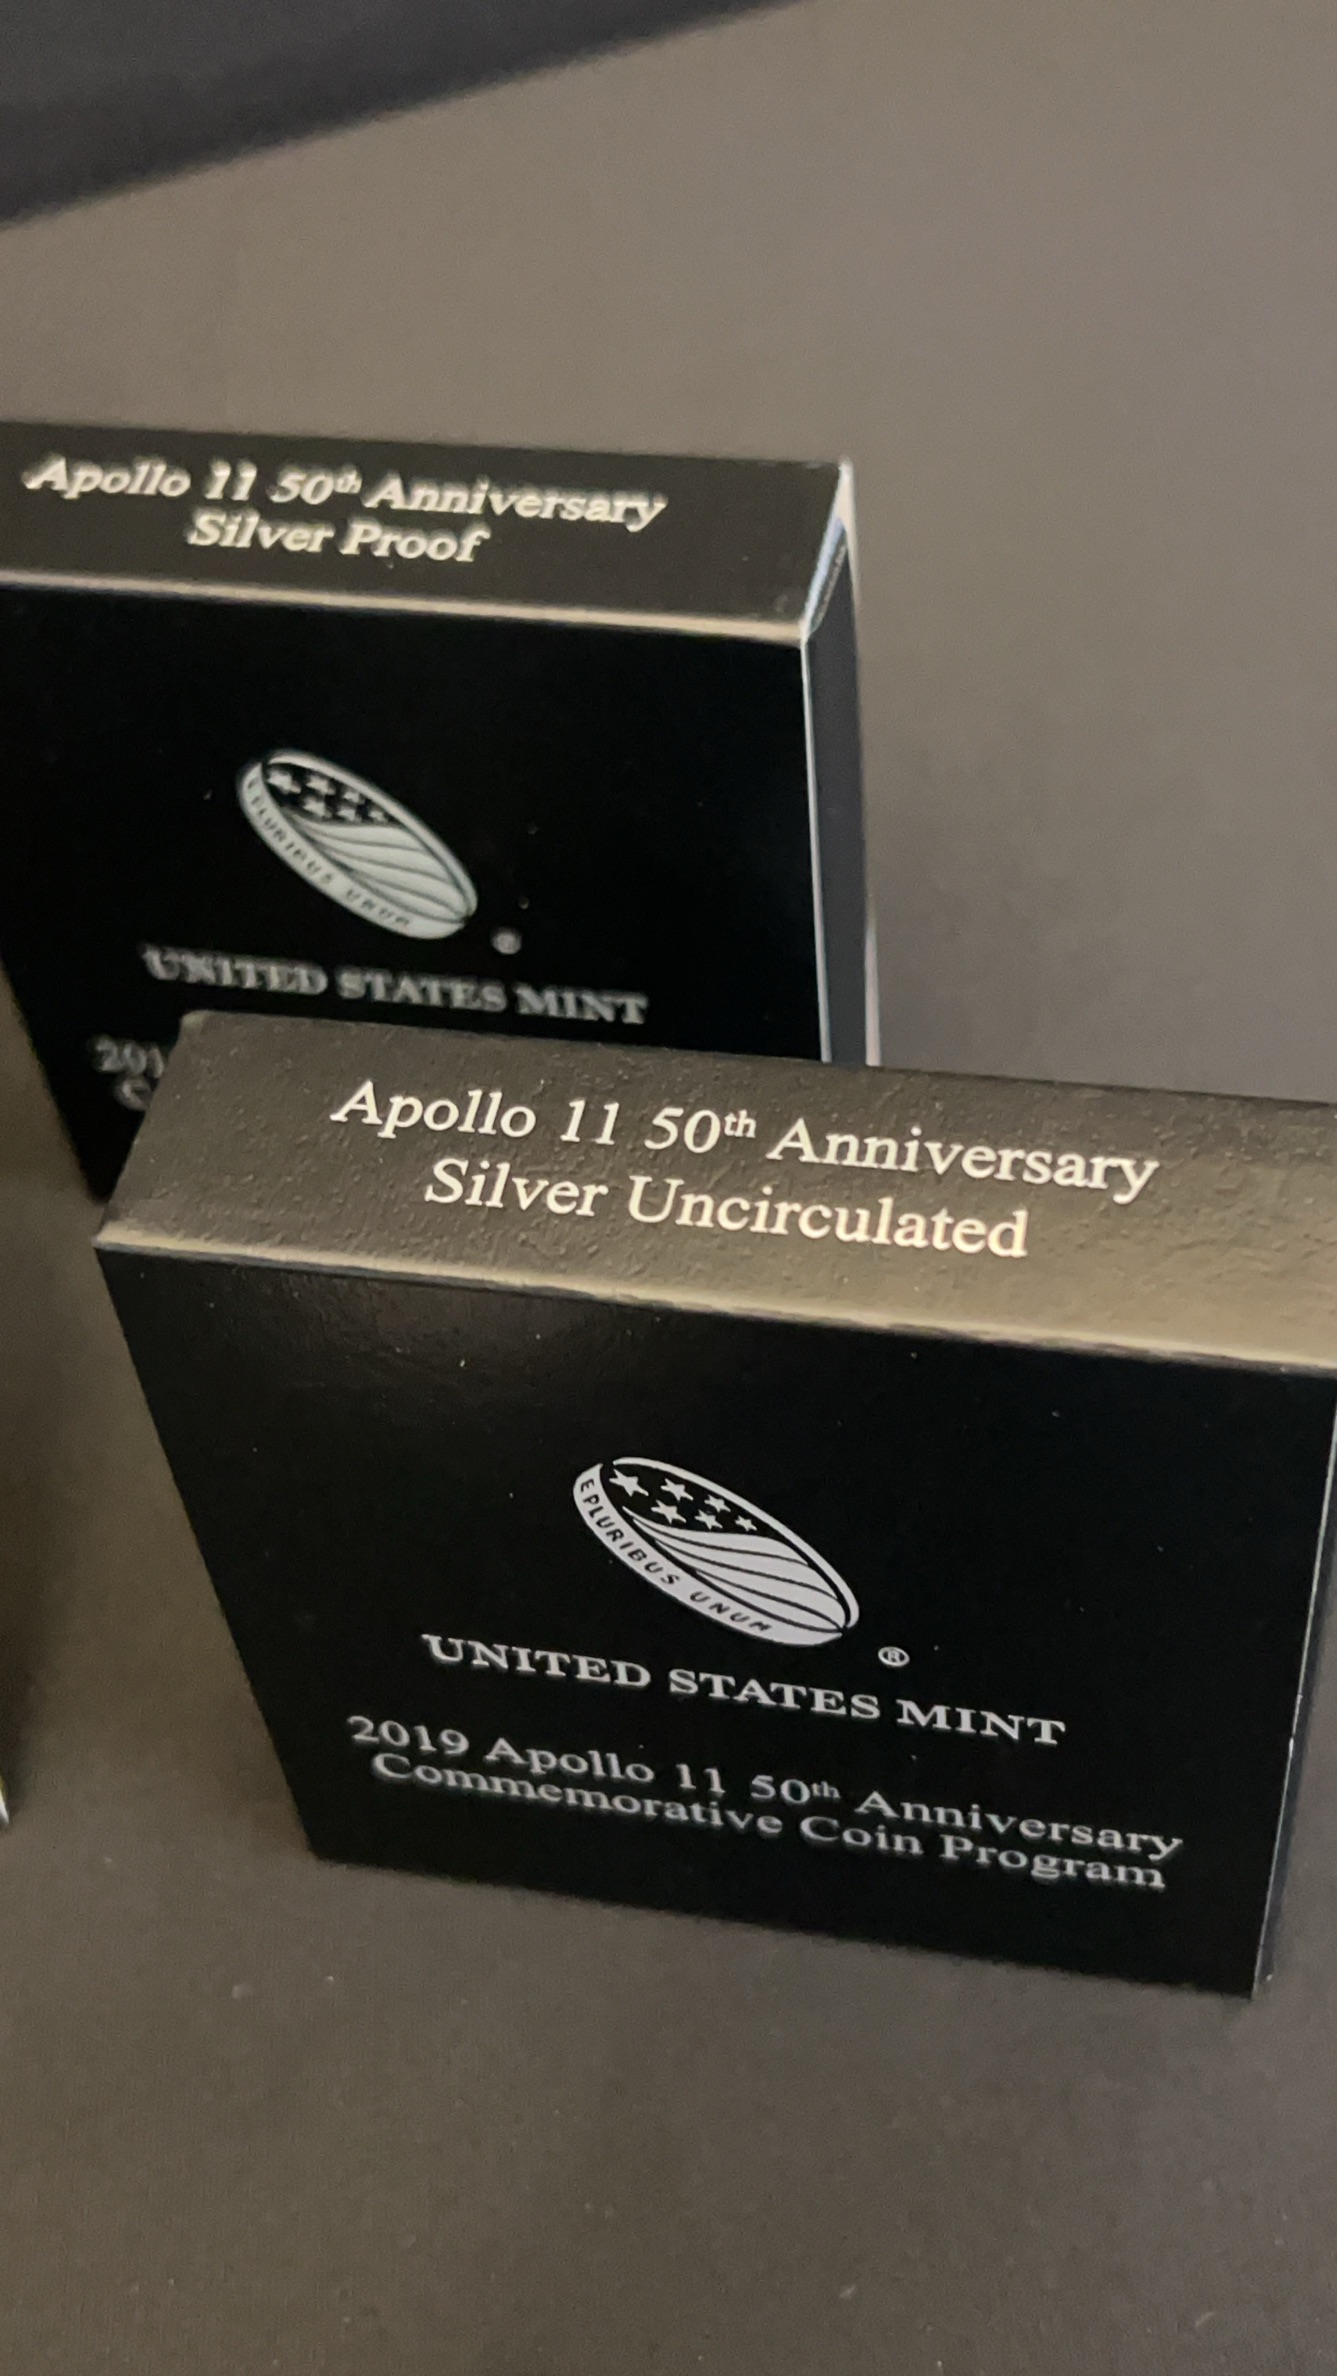 Apollo 11 50th Anniversary
Silver Proof
E PLURIBUS UNUM
®
UNITED STATES MINT
201
Apollo 11 50th Anniversary
Silver Uncirculated
E PLURIBUS UNUM
®
UNITED STATES MINT
2019 Apollo 11 50th Anniversary
Commemorative Coin Program